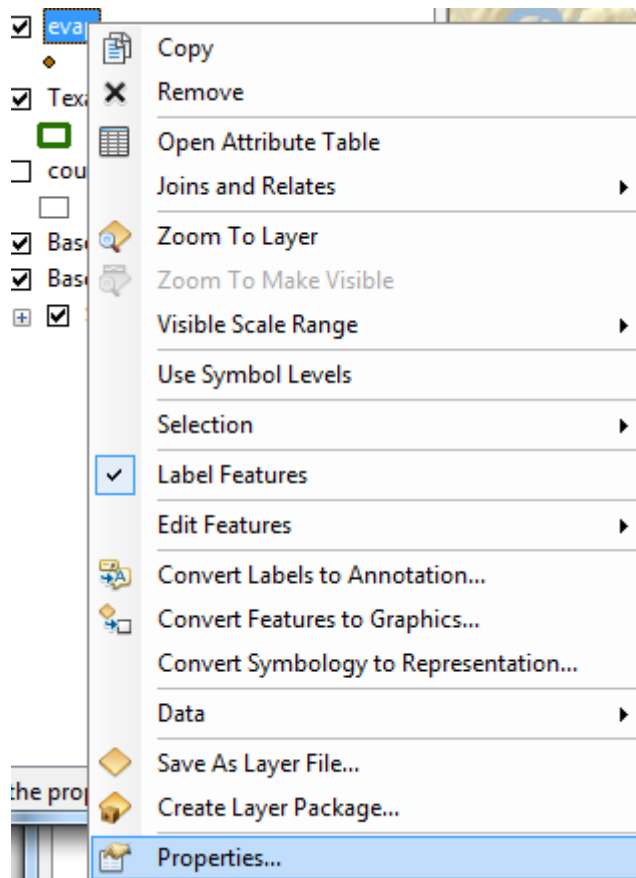 eva
Copy
Remove
Texa
Open Attribute Table
cou
Joins and Relates
Base
Zoom To Layer
Base
Zoom To Make Visible
Visible Scale Range
Use Symbol Levels
Selection
Label Features
Edit Features
Convert Labels to Annotation...
Convert Features to Graphics...
Convert Symbology to Representation...
Data
Save As Layer File...
the prop
Create Layer Package...
Properties...